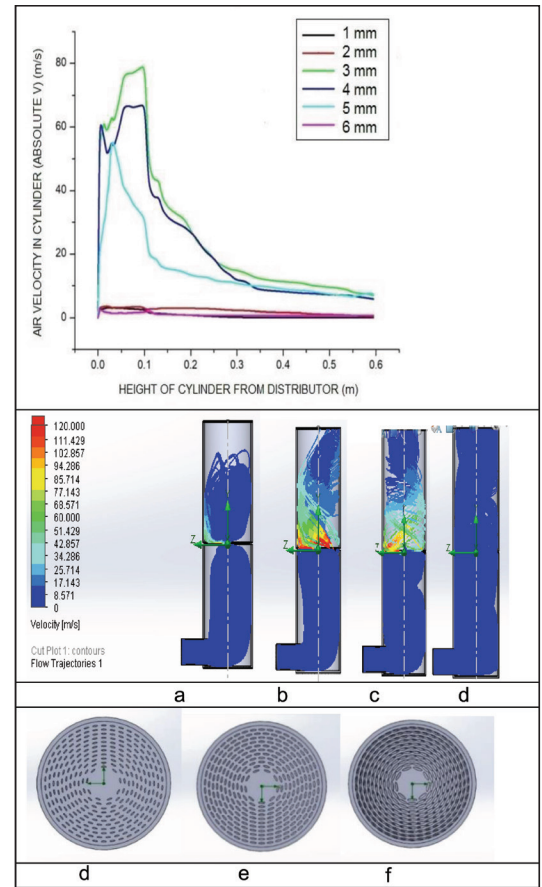 1 mm
2 mm
3 mm
4 mm
5 mm
6 mm
AIR VELOCITY IN CYLINDER (ABSOLUTE V) (m/s)
80
60
40
20
0
0.0 0.1 0.2 0.3 0.4 0.5 0.6
HEIGHT OF CYLINDER FROM DISTRIBUTOR (m)
120.000
111.429
102.857
94.286
85.714
77.143
68.571
60.000
51.429
42.857
34.286
25.714
17.143
8.571
0
Velocity [m/s]
Cut Plot 1: contours
Flow Trajectories 1
Z Z Z Z
a b c d
d e f